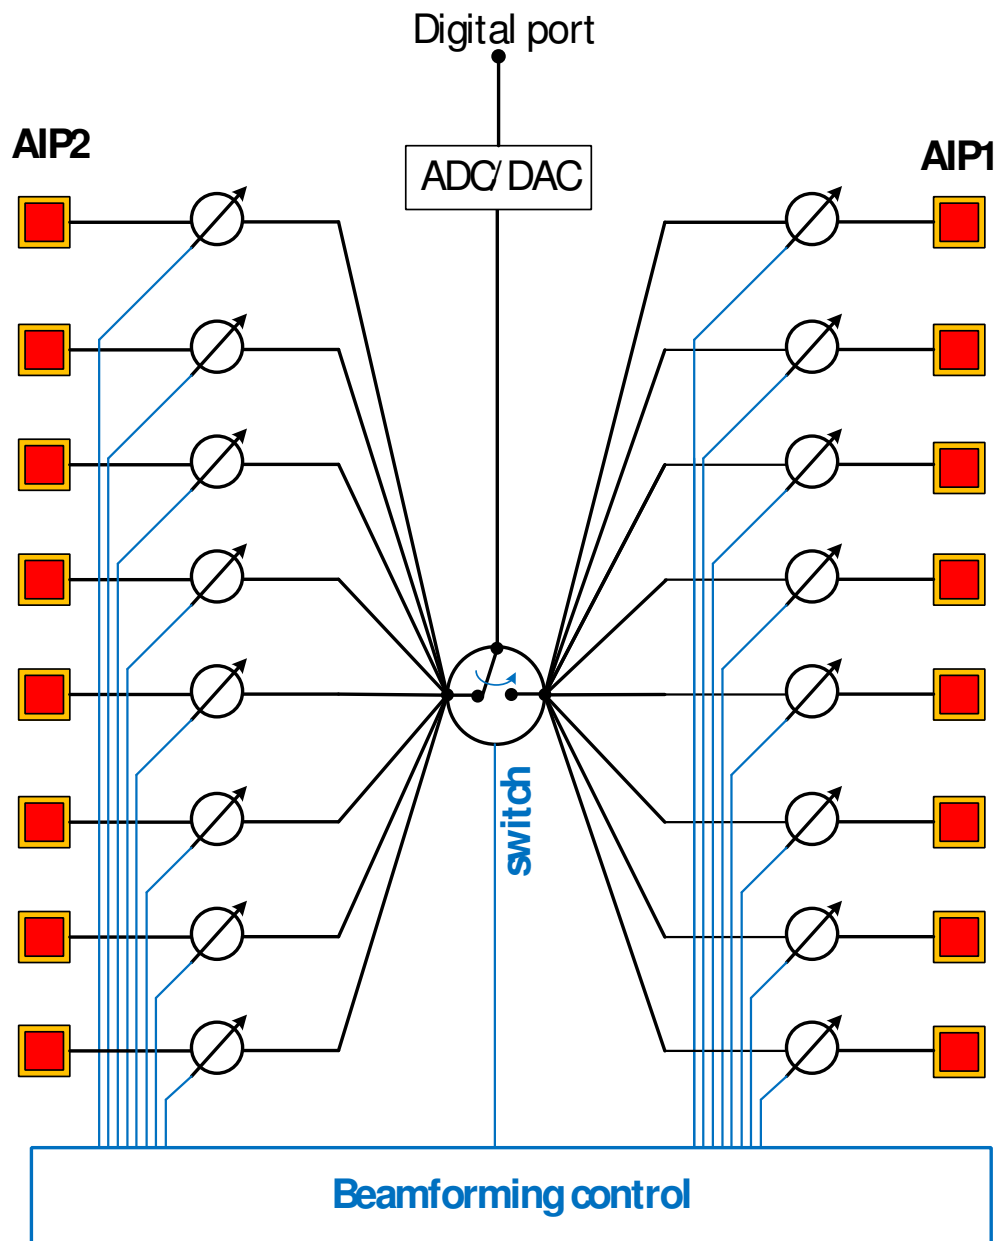 Digital port
AIP2
ADC/DAC
AIP1
switch
Beamforming control